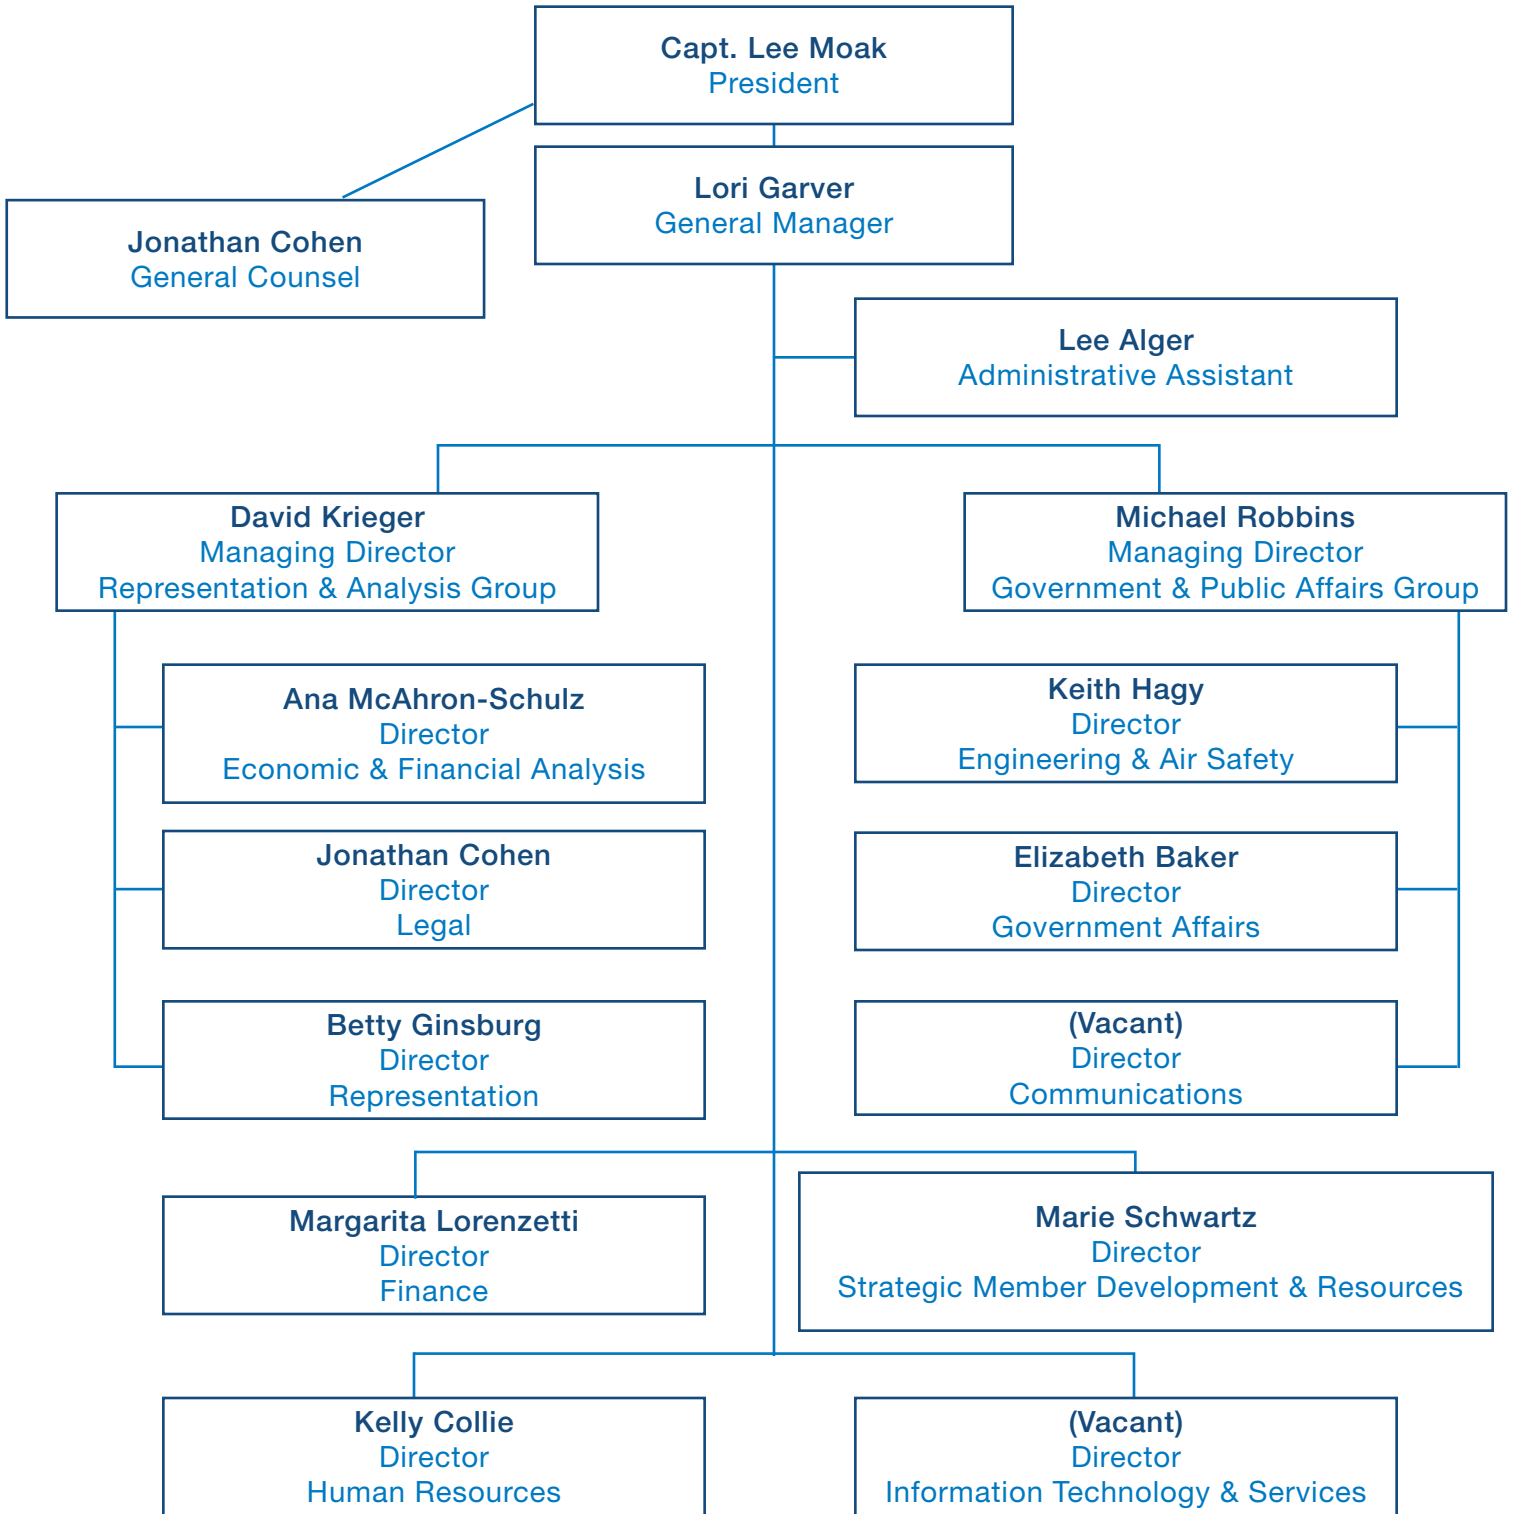 Capt. Lee Moak
President
Lori Garver
General Manager
Jonathan Cohen
General Counsel
Lee Alger
Administrative Assistant
David Krieger
Managing Director
Representation & Analysis Group
Michael Robbins
Managing Director
Government & Public Affairs Group
Ana McAhron-Schulz
Director
Economic & Financial Analysis
Keith Hagy
Director
Engineering & Air Safety
Jonathan Cohen
Director
Legal
Elizabeth Baker
Director
Government Affairs
Betty Ginsburg
Director
Representation
(Vacant)
Director
Communications
Margarita Lorenzetti
Director
Finance
Marie Schwartz
Director
Strategic Member Development & Resources
Kelly Collie
Director
Human Resources
(Vacant)
Director
Information Technology & Services